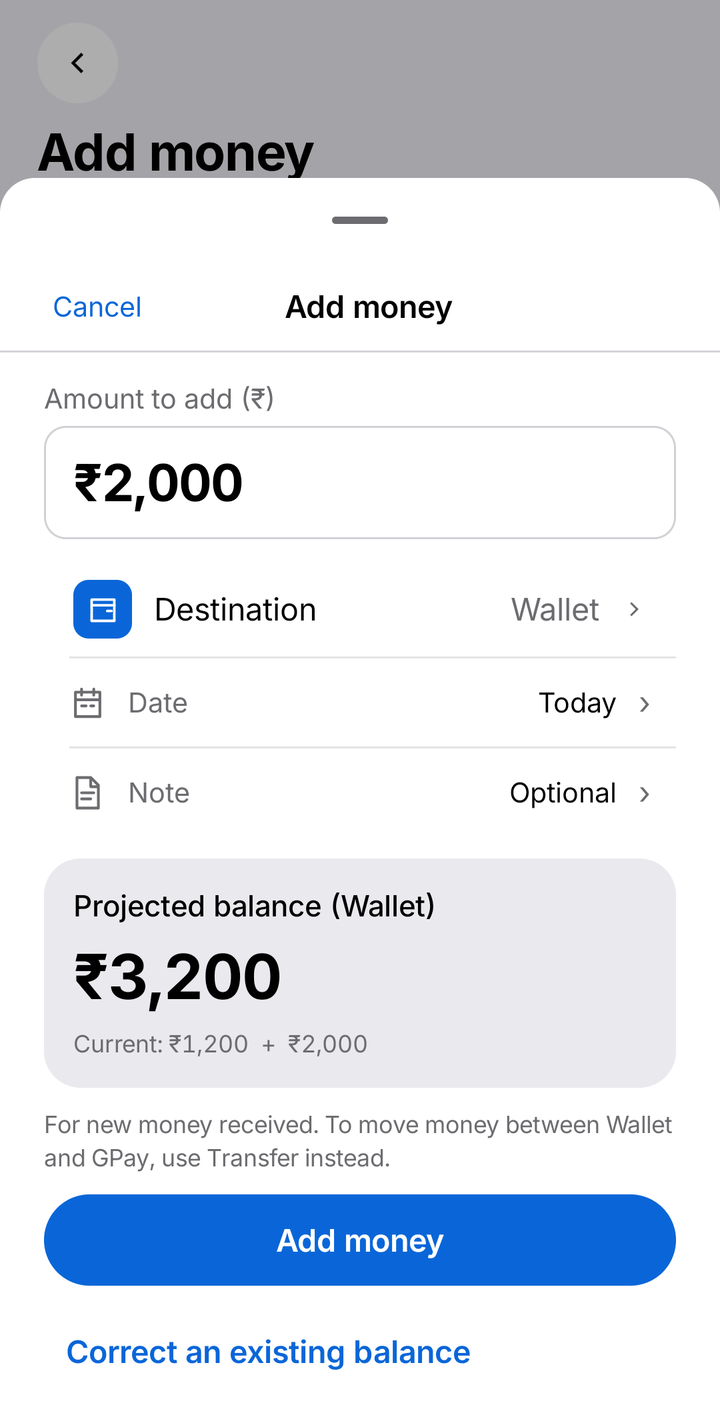 Add money
Cancel
Add money
Amount to add (₹)
₹2,000
Destination
Wallet
Date
Today
Note
Optional
Projected balance (Wallet)
₹3,200
Current: ₹1,200 + ₹2,000
For new money received. To move money between Wallet
and GPay, use Transfer instead.
Add money
Correct an existing balance